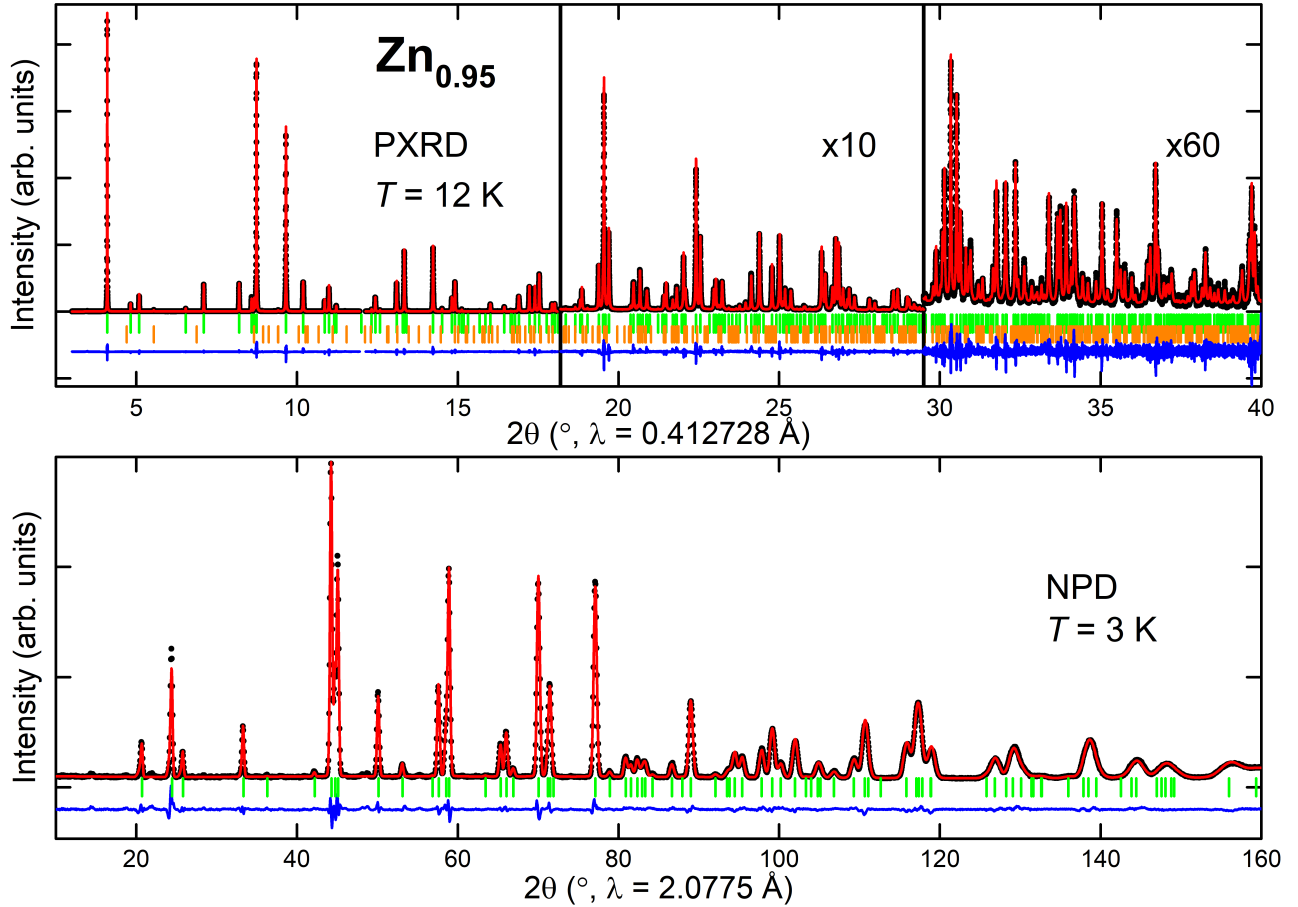 Zn0.95
PXRD
T = 12 K
x10
x60
Intensity (arb. units)
5 10 15 20 25 30 35 40
2θ (°, λ = 0.412728 Å)
NPD
T = 3 K
Intensity (arb. units)
20 40 60 80 100 120 140 160
2θ (°, λ = 2.0775 Å)